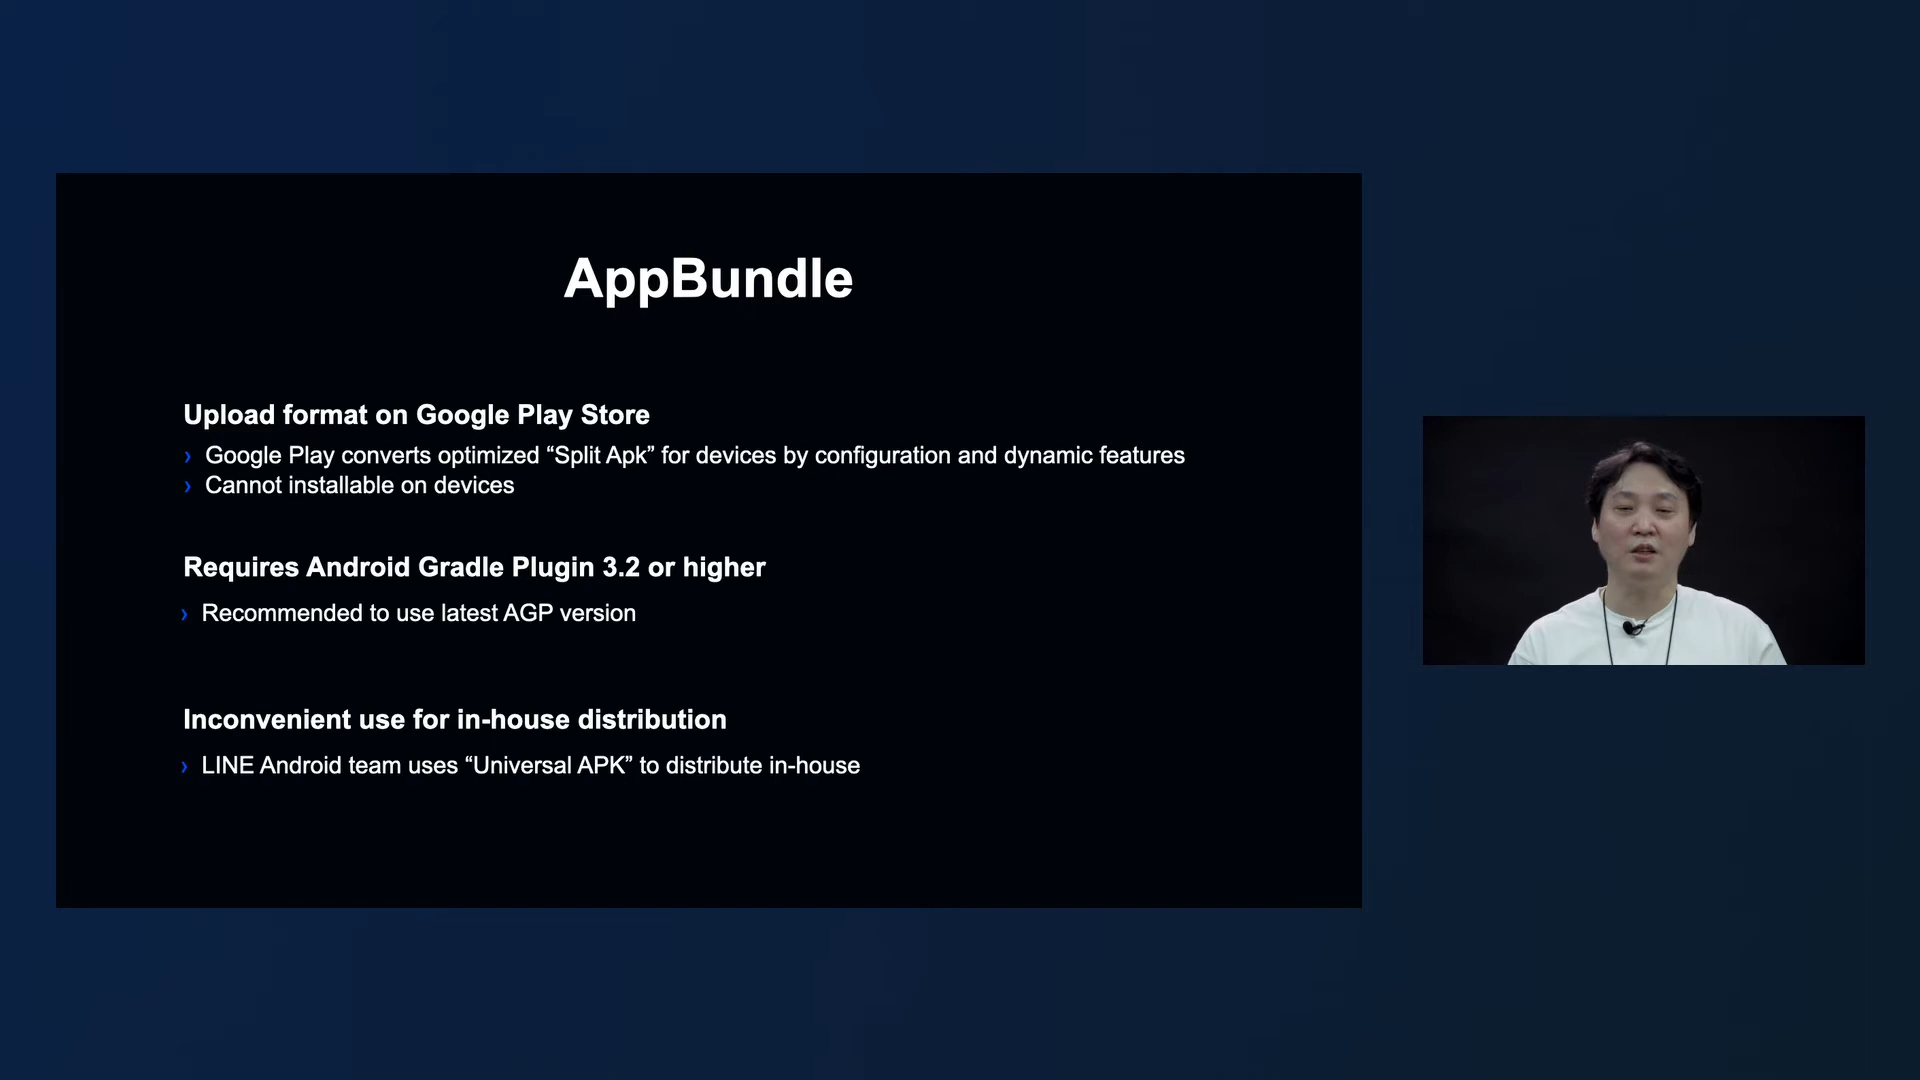 AppBundle
Upload format on Google Play Store
› Google Play converts optimized “Split Apk” for devices by configuration and dynamic features
› Cannot installable on devices
Requires Android Gradle Plugin 3.2 or higher
› Recommended to use latest AGP version
Inconvenient use for in-house distribution
› LINE Android team uses “Universal APK” to distribute in-house